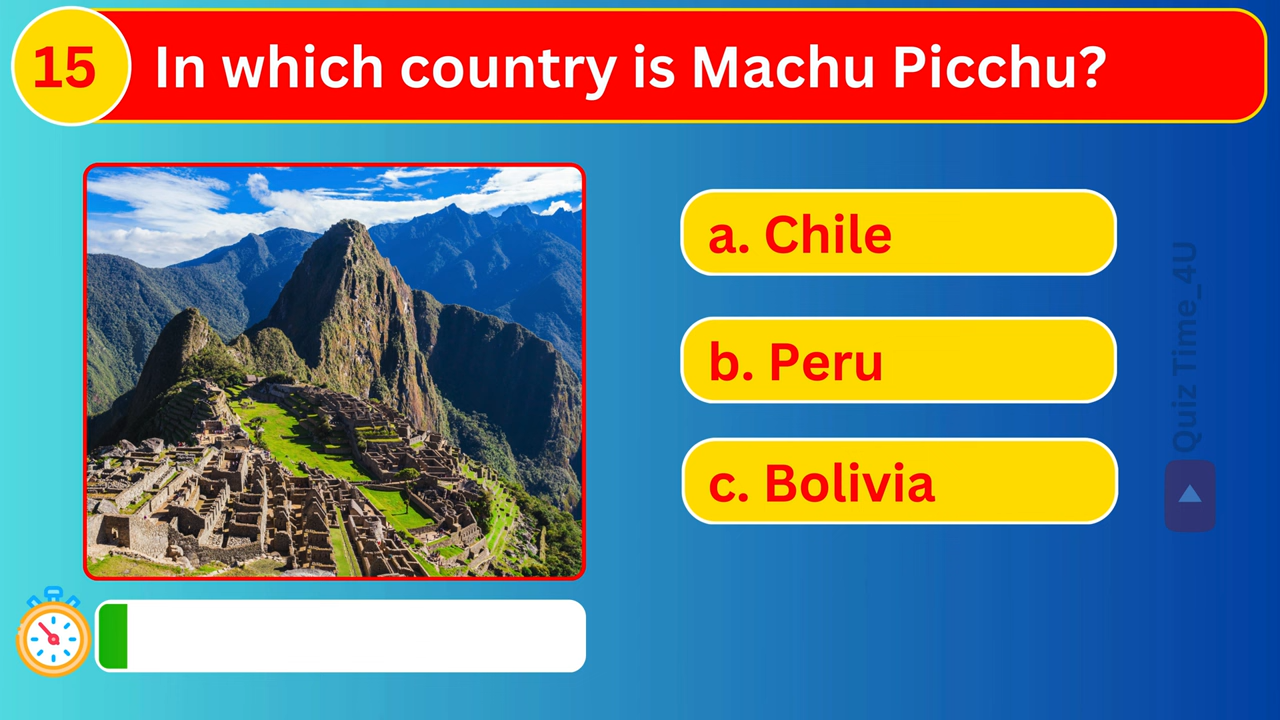 15
In which country is Machu Picchu?
a. Chile
b. Peru
c. Bolivia
Quiz Time_4U